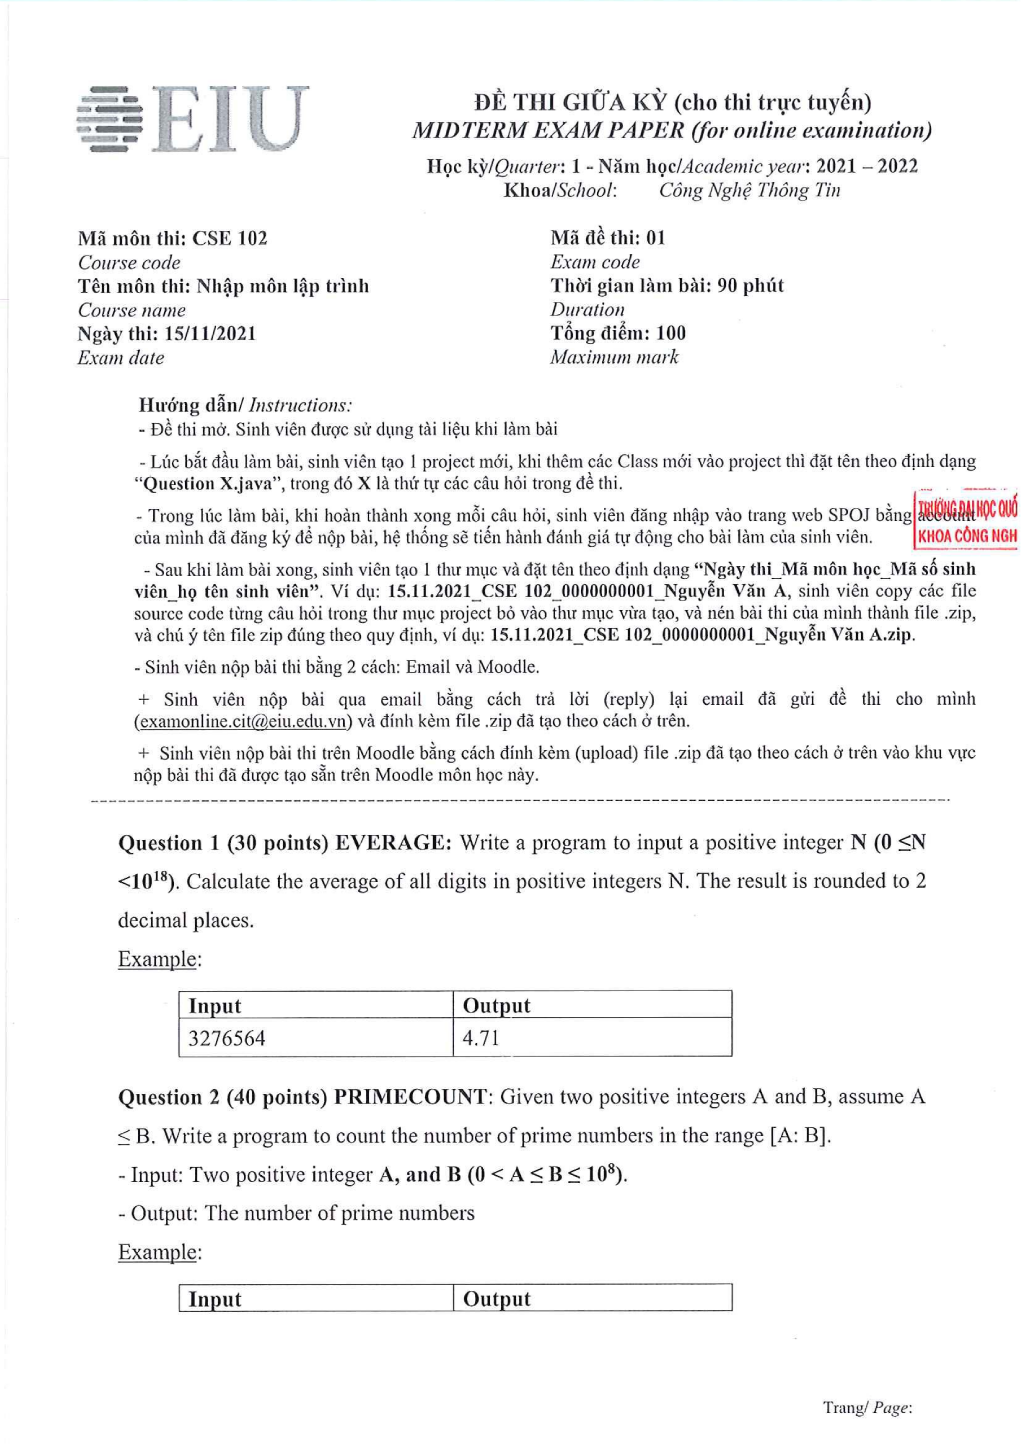 EIU
ĐỀ THI GIỮA KỲ (cho thi trực tuyến)
MIDTERM EXAM PAPER (for online examination)
Học kỳ/Quarter: 1 - Năm học/Academic year: 2021 – 2022
Khoa/School: Công Nghệ Thông Tin
Mã môn thi: CSE 102
Course code
Tên môn thi: Nhập môn lập trình
Course name
Ngày thi: 15/11/2021
Exam date
Mã đề thi: 01
Exam code
Thời gian làm bài: 90 phút
Duration
Tổng điểm: 100
Maximum mark
Hướng dẫn/ Instructions:
- Đề thi mở. Sinh viên được sử dụng tài liệu khi làm bài
- Lúc bắt đầu làm bài, sinh viên tạo 1 project mới, khi thêm các Class mới vào project thì đặt tên theo định dạng
“Question X.java”, trong đó X là thứ tự các câu hỏi trong đề thi.
- Trong lúc làm bài, khi hoàn thành xong mỗi câu hỏi, sinh viên đăng nhập vào trang web SPOJ bằng account
của mình đã đăng ký để nộp bài, hệ thống sẽ tiến hành đánh giá tự động cho bài làm của sinh viên.
TRƯỜNG ĐẠI HỌC QUỐ
KHOA CÔNG NGH
- Sau khi làm bài xong, sinh viên tạo 1 thư mục và đặt tên theo định dạng “Ngày thi_Mã môn học_Mã số sinh
viên_họ tên sinh viên”. Ví dụ: 15.11.2021_CSE 102_0000000001_Nguyễn Văn A, sinh viên copy các file
source code từng câu hỏi trong thư mục project bỏ vào thư mục vừa tạo, và nén bài thi của mình thành file .zip,
và chú ý tên file zip đúng theo quy định, ví dụ: 15.11.2021_CSE 102_0000000001_Nguyễn Văn A.zip.
- Sinh viên nộp bài thi bằng 2 cách: Email và Moodle.
+ Sinh viên nộp bài qua email bằng cách trả lời (reply) lại email đã gửi đề thi cho mình
(examonline.cit@eiu.edu.vn) và đính kèm file .zip đã tạo theo cách ở trên.
+ Sinh viên nộp bài thi trên Moodle bằng cách đính kèm (upload) file .zip đã tạo theo cách ở trên vào khu vực
nộp bài thi đã được tạo sẵn trên Moodle môn học này.
Question 1 (30 points) EVERAGE: Write a program to input a positive integer N (0 ≤N
<10¹⁸). Calculate the average of all digits in positive integers N. The result is rounded to 2
decimal places.
Example:
Input Output
3276564 4.71
Question 2 (40 points) PRIMECOUNT: Given two positive integers A and B, assume A
≤ B. Write a program to count the number of prime numbers in the range [A: B].
- Input: Two positive integer A, and B (0 < A ≤ B ≤ 10⁸).
- Output: The number of prime numbers
Example:
Input Output
Trang/ Page: